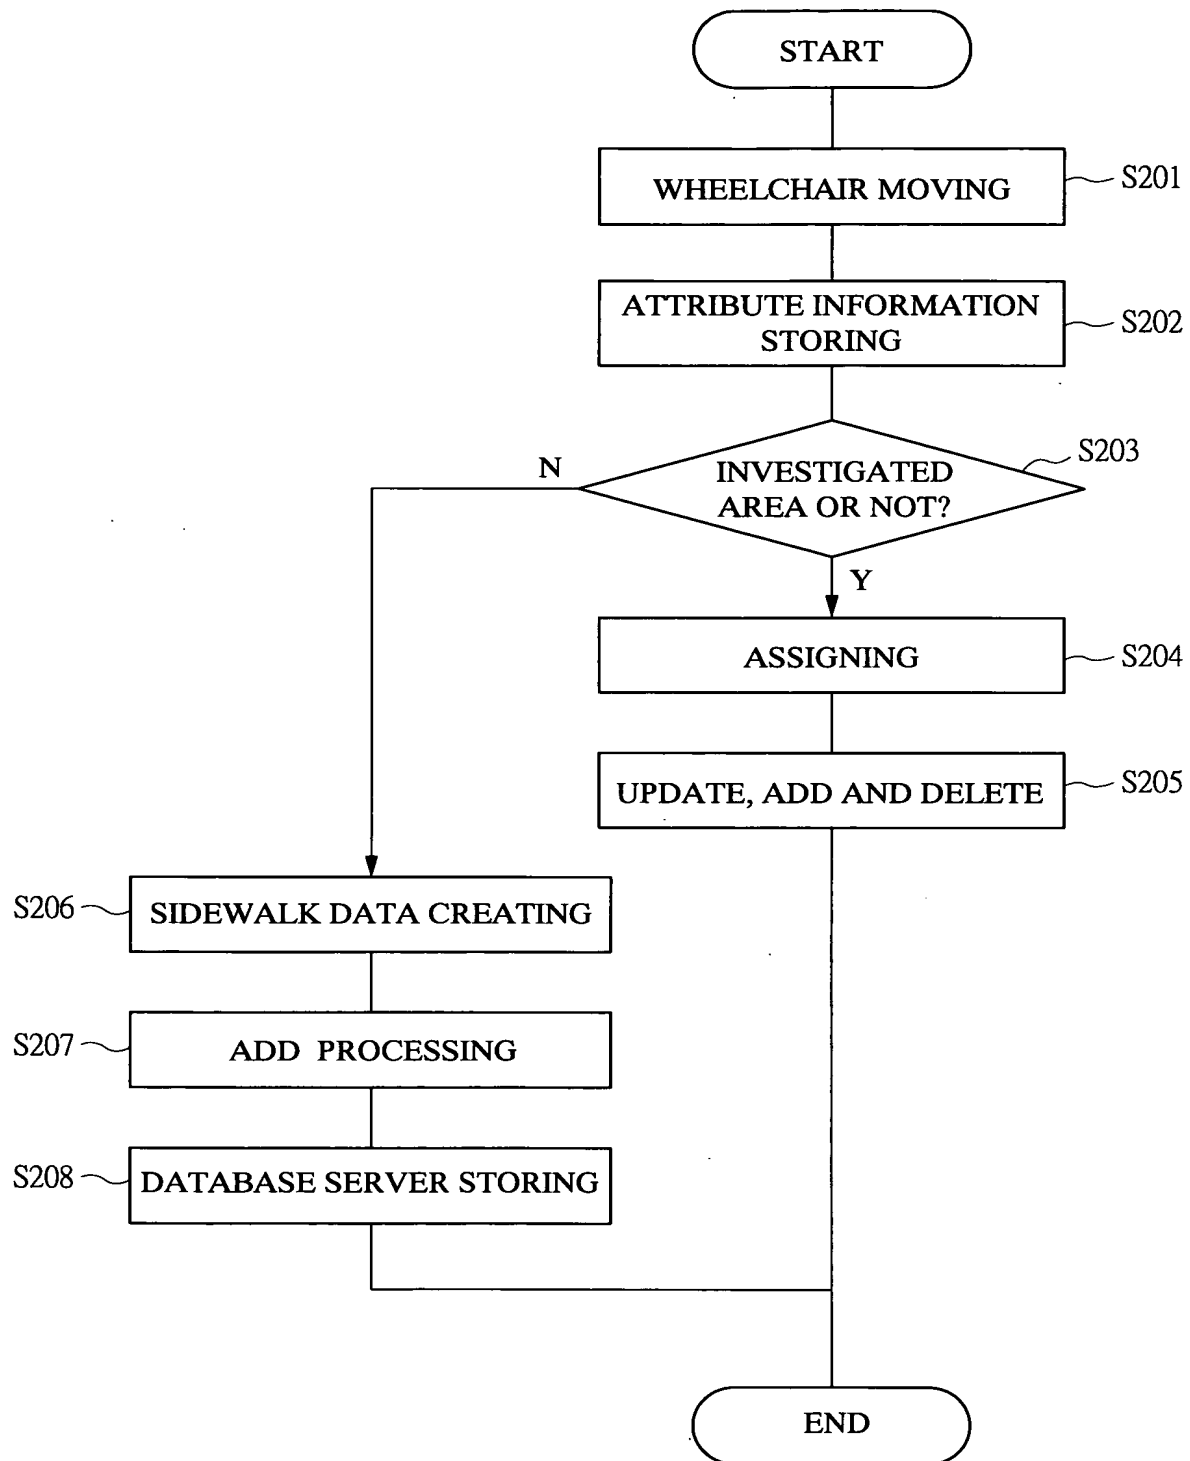 START
WHEELCHAIR MOVING
S201
ATTRIBUTE INFORMATION
STORING
S202
INVESTIGATED
AREA OR NOT?
S203
N
Y
ASSIGNING
S204
UPDATE, ADD AND DELETE
S205
S206
SIDEWALK DATA CREATING
S207
ADD PROCESSING
S208
DATABASE SERVER STORING
END